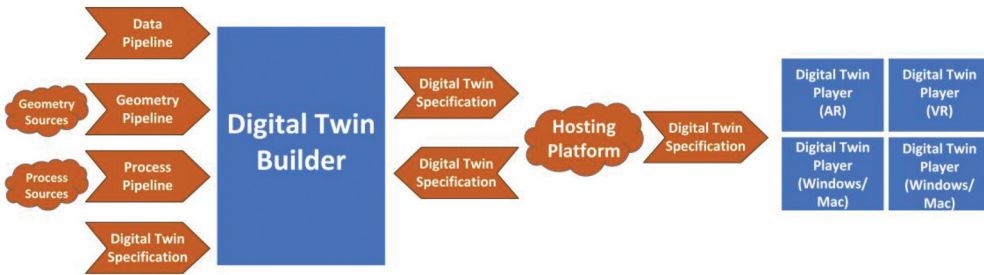 Data
Pipeline
Geometry
Sources
Geometry
Pipeline
Process
Sources
Process
Pipeline
Digital Twin
Specification
Digital Twin
Builder
Digital Twin
Specification
Digital Twin
Specification
Hosting
Platform
Digital Twin
Specification
Digital Twin
Player
(AR)
Digital Twin
Player
(VR)
Digital Twin
Player
(Windows/
Mac)
Digital Twin
Player
(Windows/
Mac)